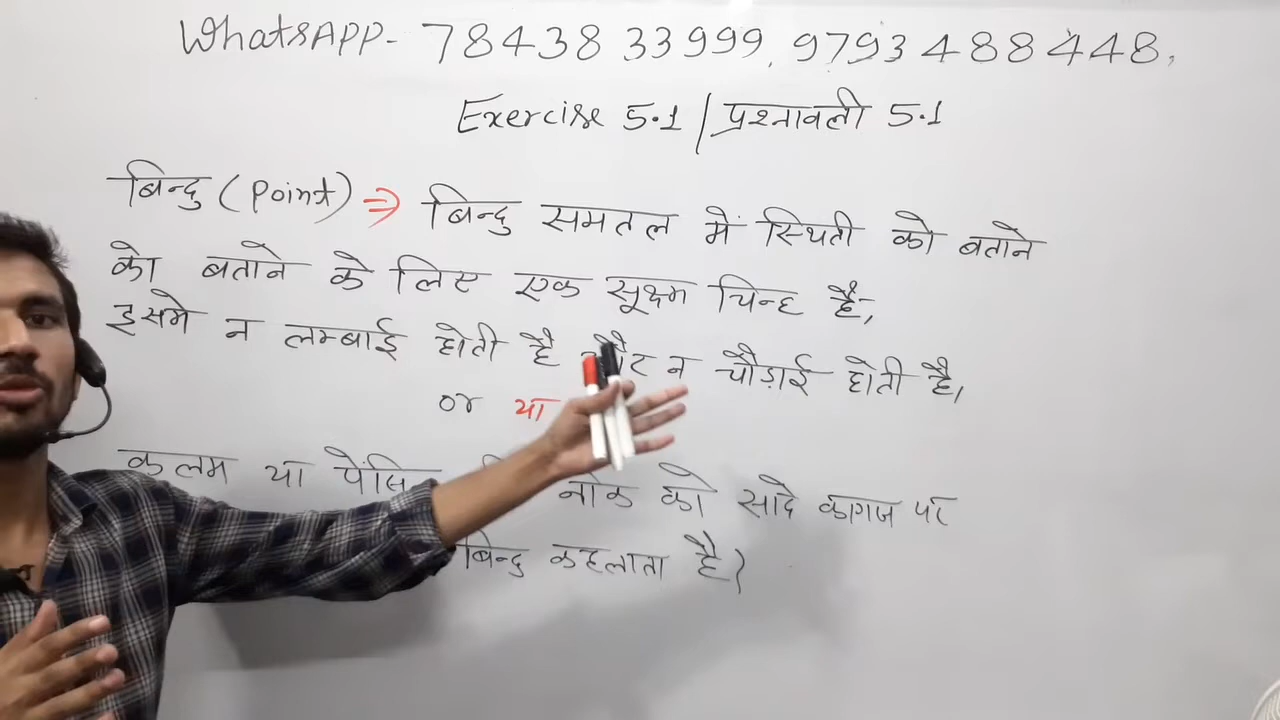 WhatsAPP- 78438 33999, 9793488448,
Exercise 5.1 / प्रश्नावली 5.1
बिन्दु (Point) ⇒ बिन्दु समतल में स्थिती को बताने
को बताने के लिए एक सूक्ष्म चिन्ह है,
इसमे न लम्बाई होती है न चौड़ाई होती है,
or या
कलम या नोक को सादे कागज पर
बिन्दु कहलाता है)